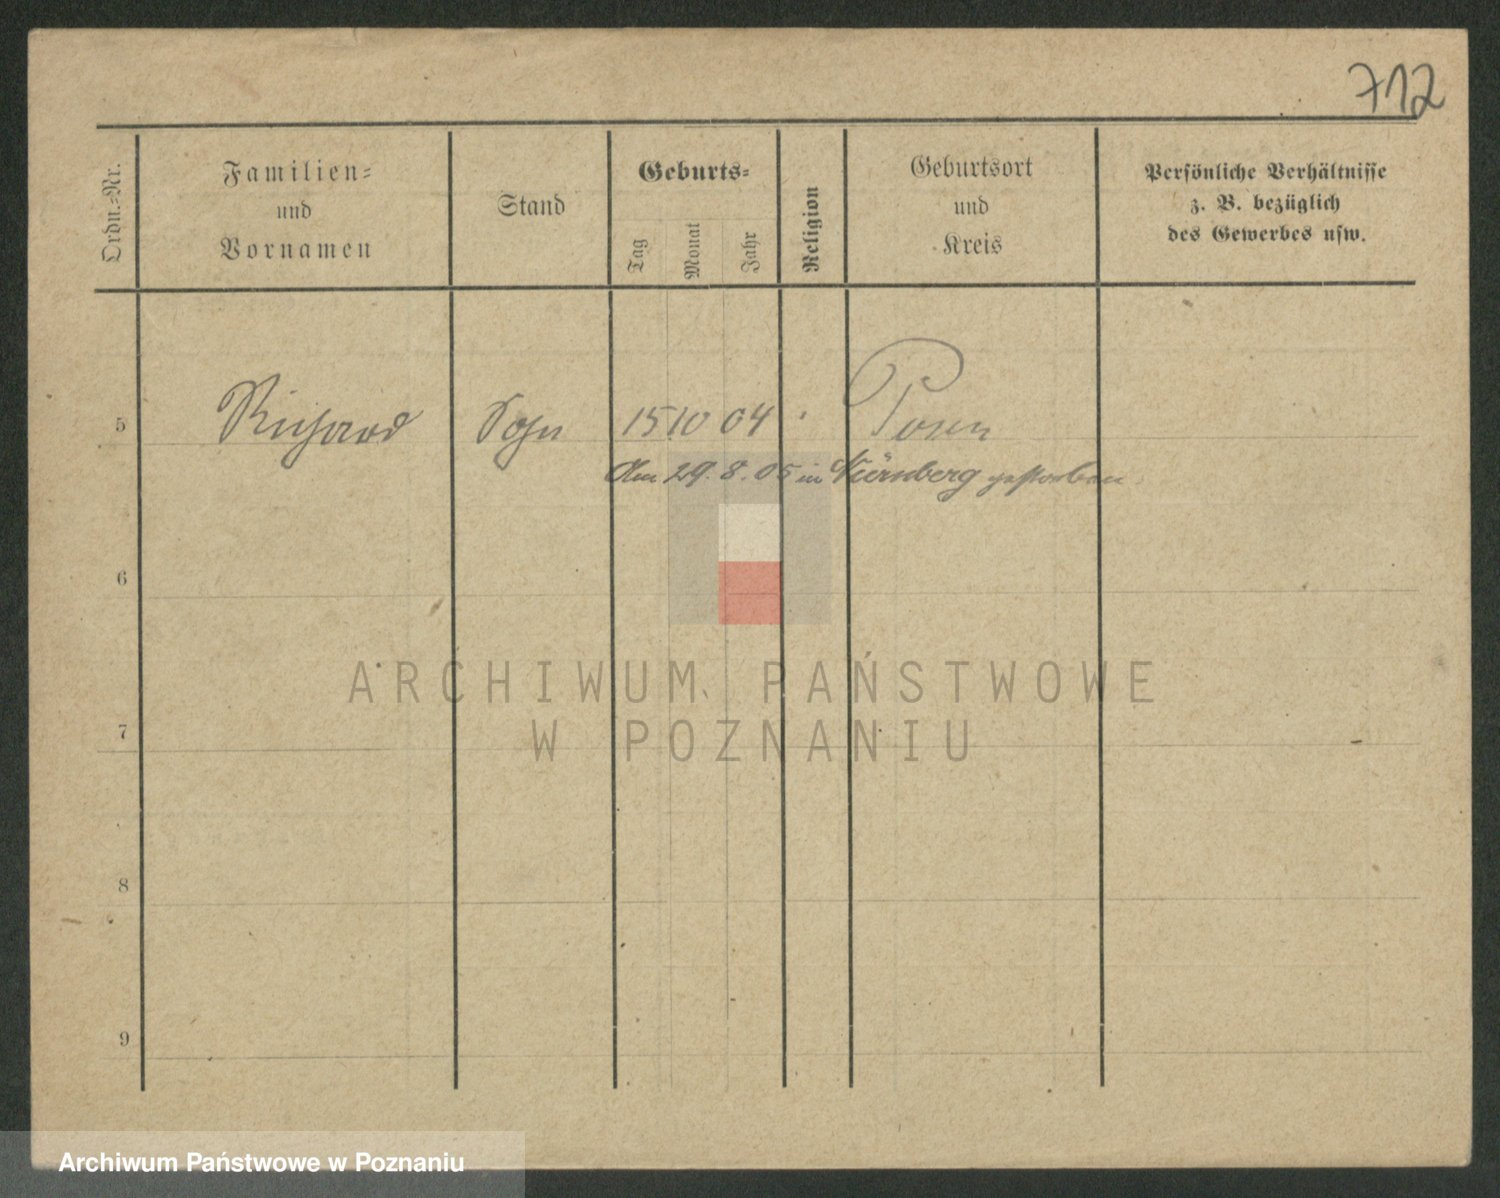 712
Ordn.-Nr.
Familien-
und
Vornamen
Stand
Geburts-
Tag
Monat
Jahr
Religion
Geburtsort
und
Kreis
Persönliche Verhältnisse
z. B. bezüglich
des Gewerbes usw.
5 Richard Sohn 15 10 04 Posen
Am 29. 8. 05 in Nürnberg gestorben
6
7
8
9
ARCHIWUM PAŃSTWOWE
W POZNANIU
Archiwum Państwowe w Poznaniu